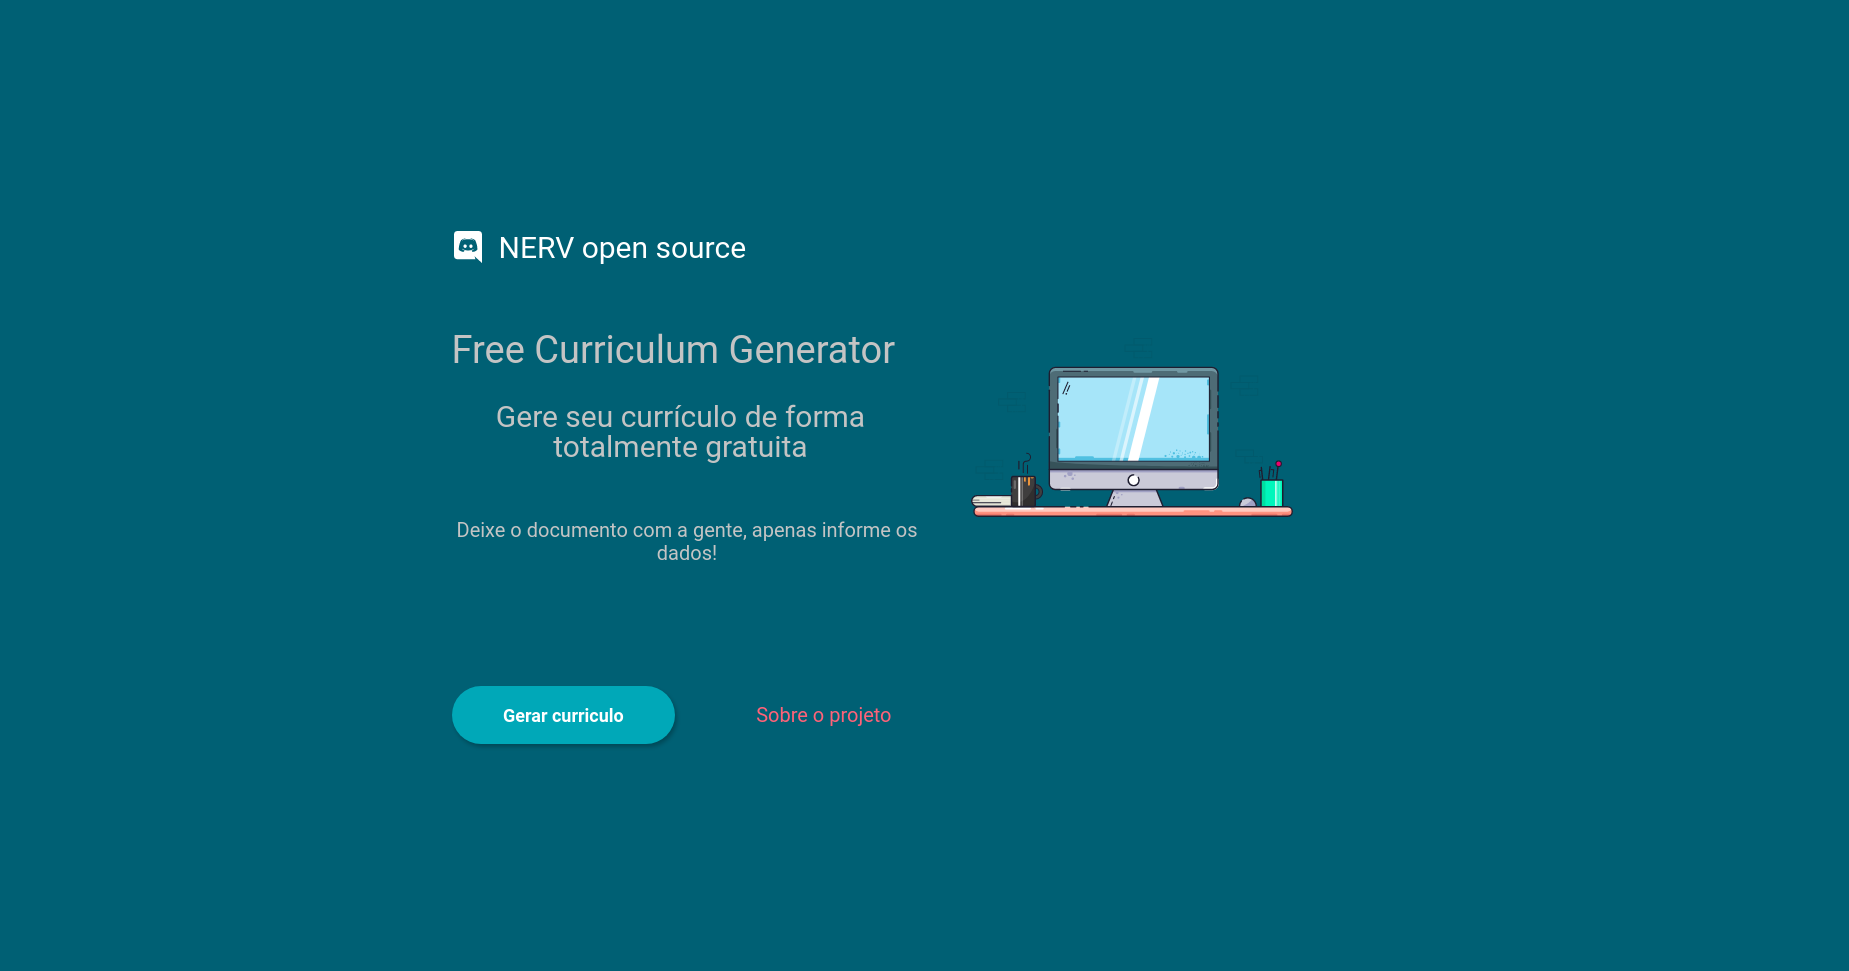 NERV open source
Free Curriculum Generator
Gere seu currículo de forma
totalmente gratuita
Deixe o documento com a gente, apenas informe os
dados!
Gerar curriculo
Sobre o projeto